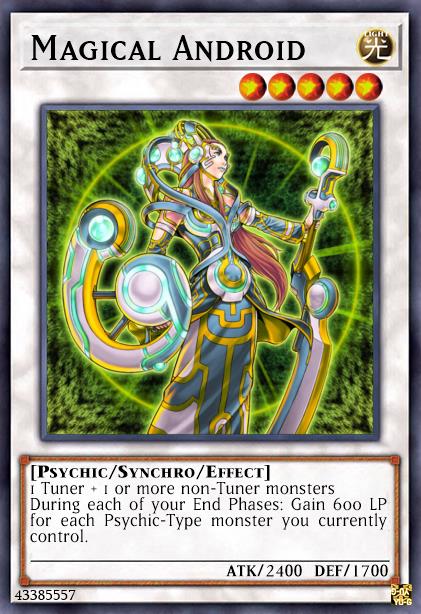 MAGICAL ANDROID
LIGHT
光
[PSYCHIC/SYNCHRO/EFFECT]
1 Tuner + 1 or more non-Tuner monsters
During each of your End Phases: Gain 600 LP
for each Psychic-Type monster you currently
control.
ATK/2400 DEF/1700
43385557